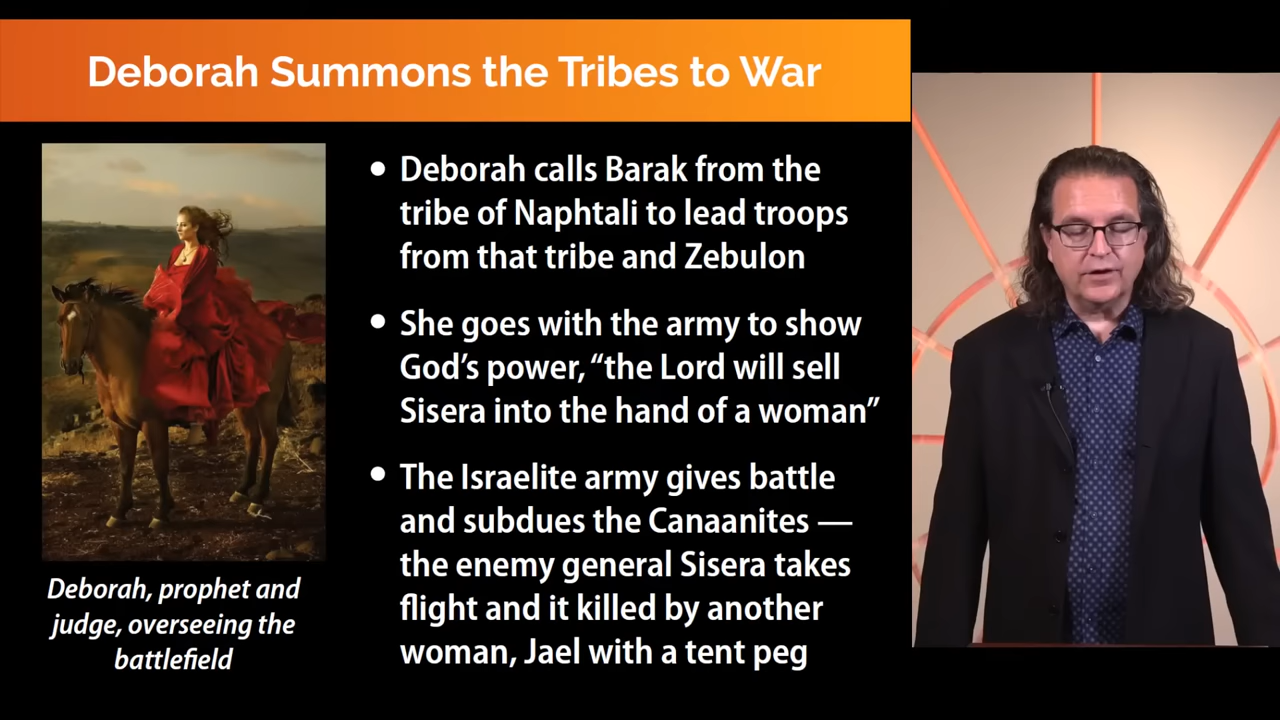 Deborah Summons the Tribes to War
• Deborah calls Barak from the
tribe of Naphtali to lead troops
from that tribe and Zebulon
• She goes with the army to show
God’s power, “the Lord will sell
Sisera into the hand of a woman”
• The Israelite army gives battle
and subdues the Canaanites —
the enemy general Sisera takes
flight and it killed by another
woman, Jael with a tent peg
Deborah, prophet and
judge, overseeing the
battlefield